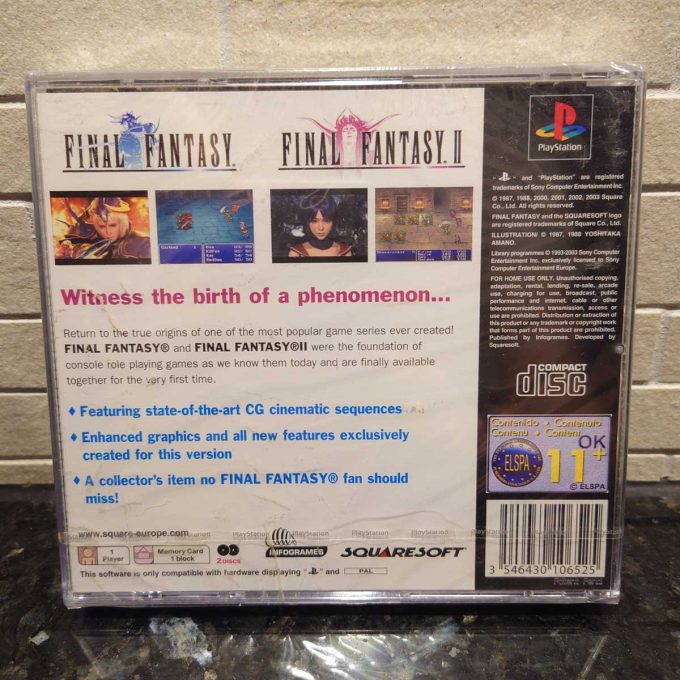 FINAL FANTASY®
FINAL FANTASY® II
Witness the birth of a phenomenon...
Return to the true origins of one of the most popular game series ever created!
FINAL FANTASY® and FINAL FANTASY®II were the foundation of
console role playing games as we know them today and are finally available
together for the very first time.
♦ Featuring state-of-the-art CG cinematic sequences
♦ Enhanced graphics and all new features exclusively
created for this version
♦ A collector's item no FINAL FANTASY® fan should
miss!
www.square-europe.com
1
Player
Memory Card
1 block
2 DISCS
INFOGRAMES
SQUARESOFT
This software is only compatible with hardware displaying " " and PAL
PlayStation PlayStation PlayStation PlayStation PlayStation PlayStation
PlayStation
" " and "PlayStation" are registered
trademarks of Sony Computer Entertainment Inc.
© 1987, 1988, 2000, 2001, 2002, 2003 Square
Co., Ltd. All rights reserved.
FINAL FANTASY and the SQUARESOFT logo
are registered trademarks of Square Co., Ltd.
ILLUSTRATION/ © 1987, 1988 YOSHITAKA
AMANO.
Library programmes © 1993-2003 Sony Computer
Entertainment Inc. exclusively licensed to Sony
Computer Entertainment Europe.
FOR HOME USE ONLY. Unauthorised copying,
adaptation, rental, lending, re-sale, arcade
use, charging for use, broadcast, public
performance and internet, cable or other
telecommunications transmission, access or
use are prohibited. Distribution or extraction of
this product or any trademark or copyright work
that forms part of this product are prohibited.
Published by Infogrames. Developed by
Squaresoft.
COMPACT
disc
Contenido • Contenuto
Contenu • Content
OK
ELSPA
11+
© ELSPA
3 546430 106525